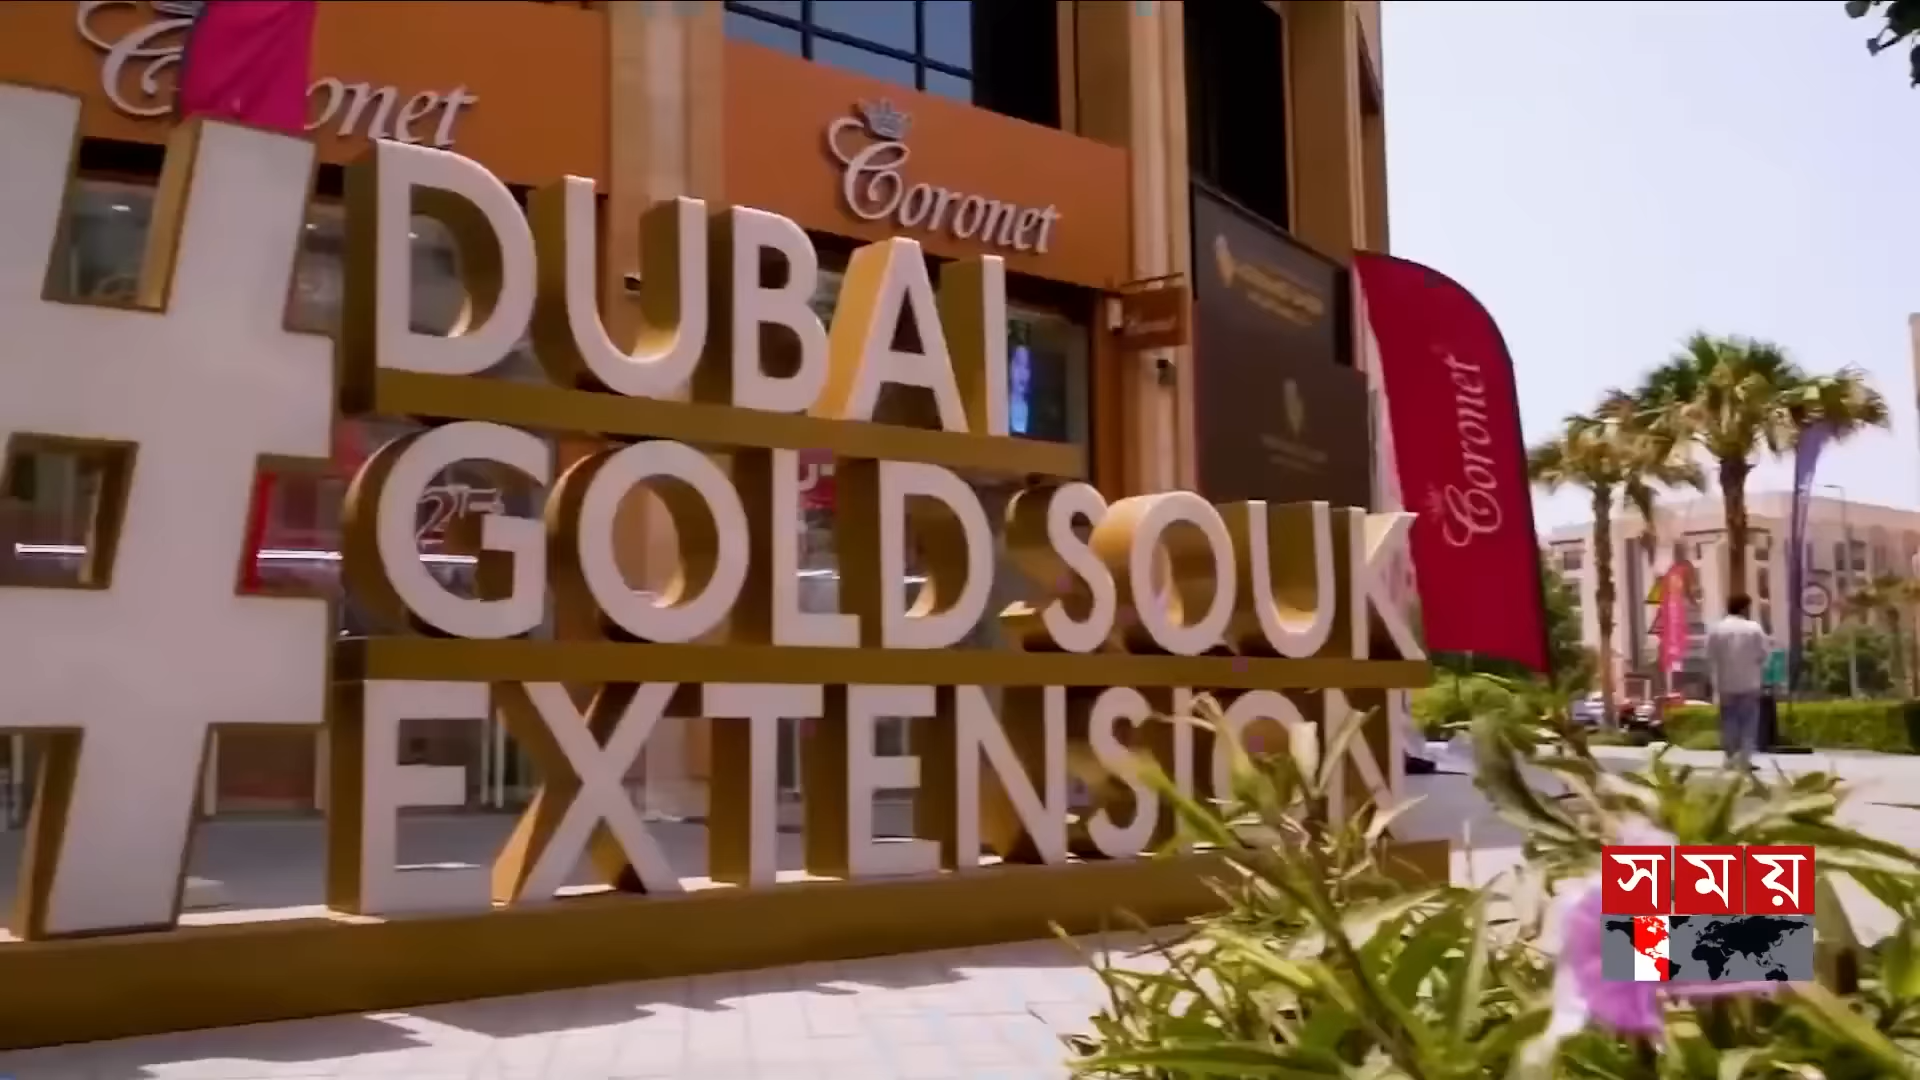 Coronet
Coronet
#
DUBAI
GOLD SOUK
EXTENSION
Coronet
সময়